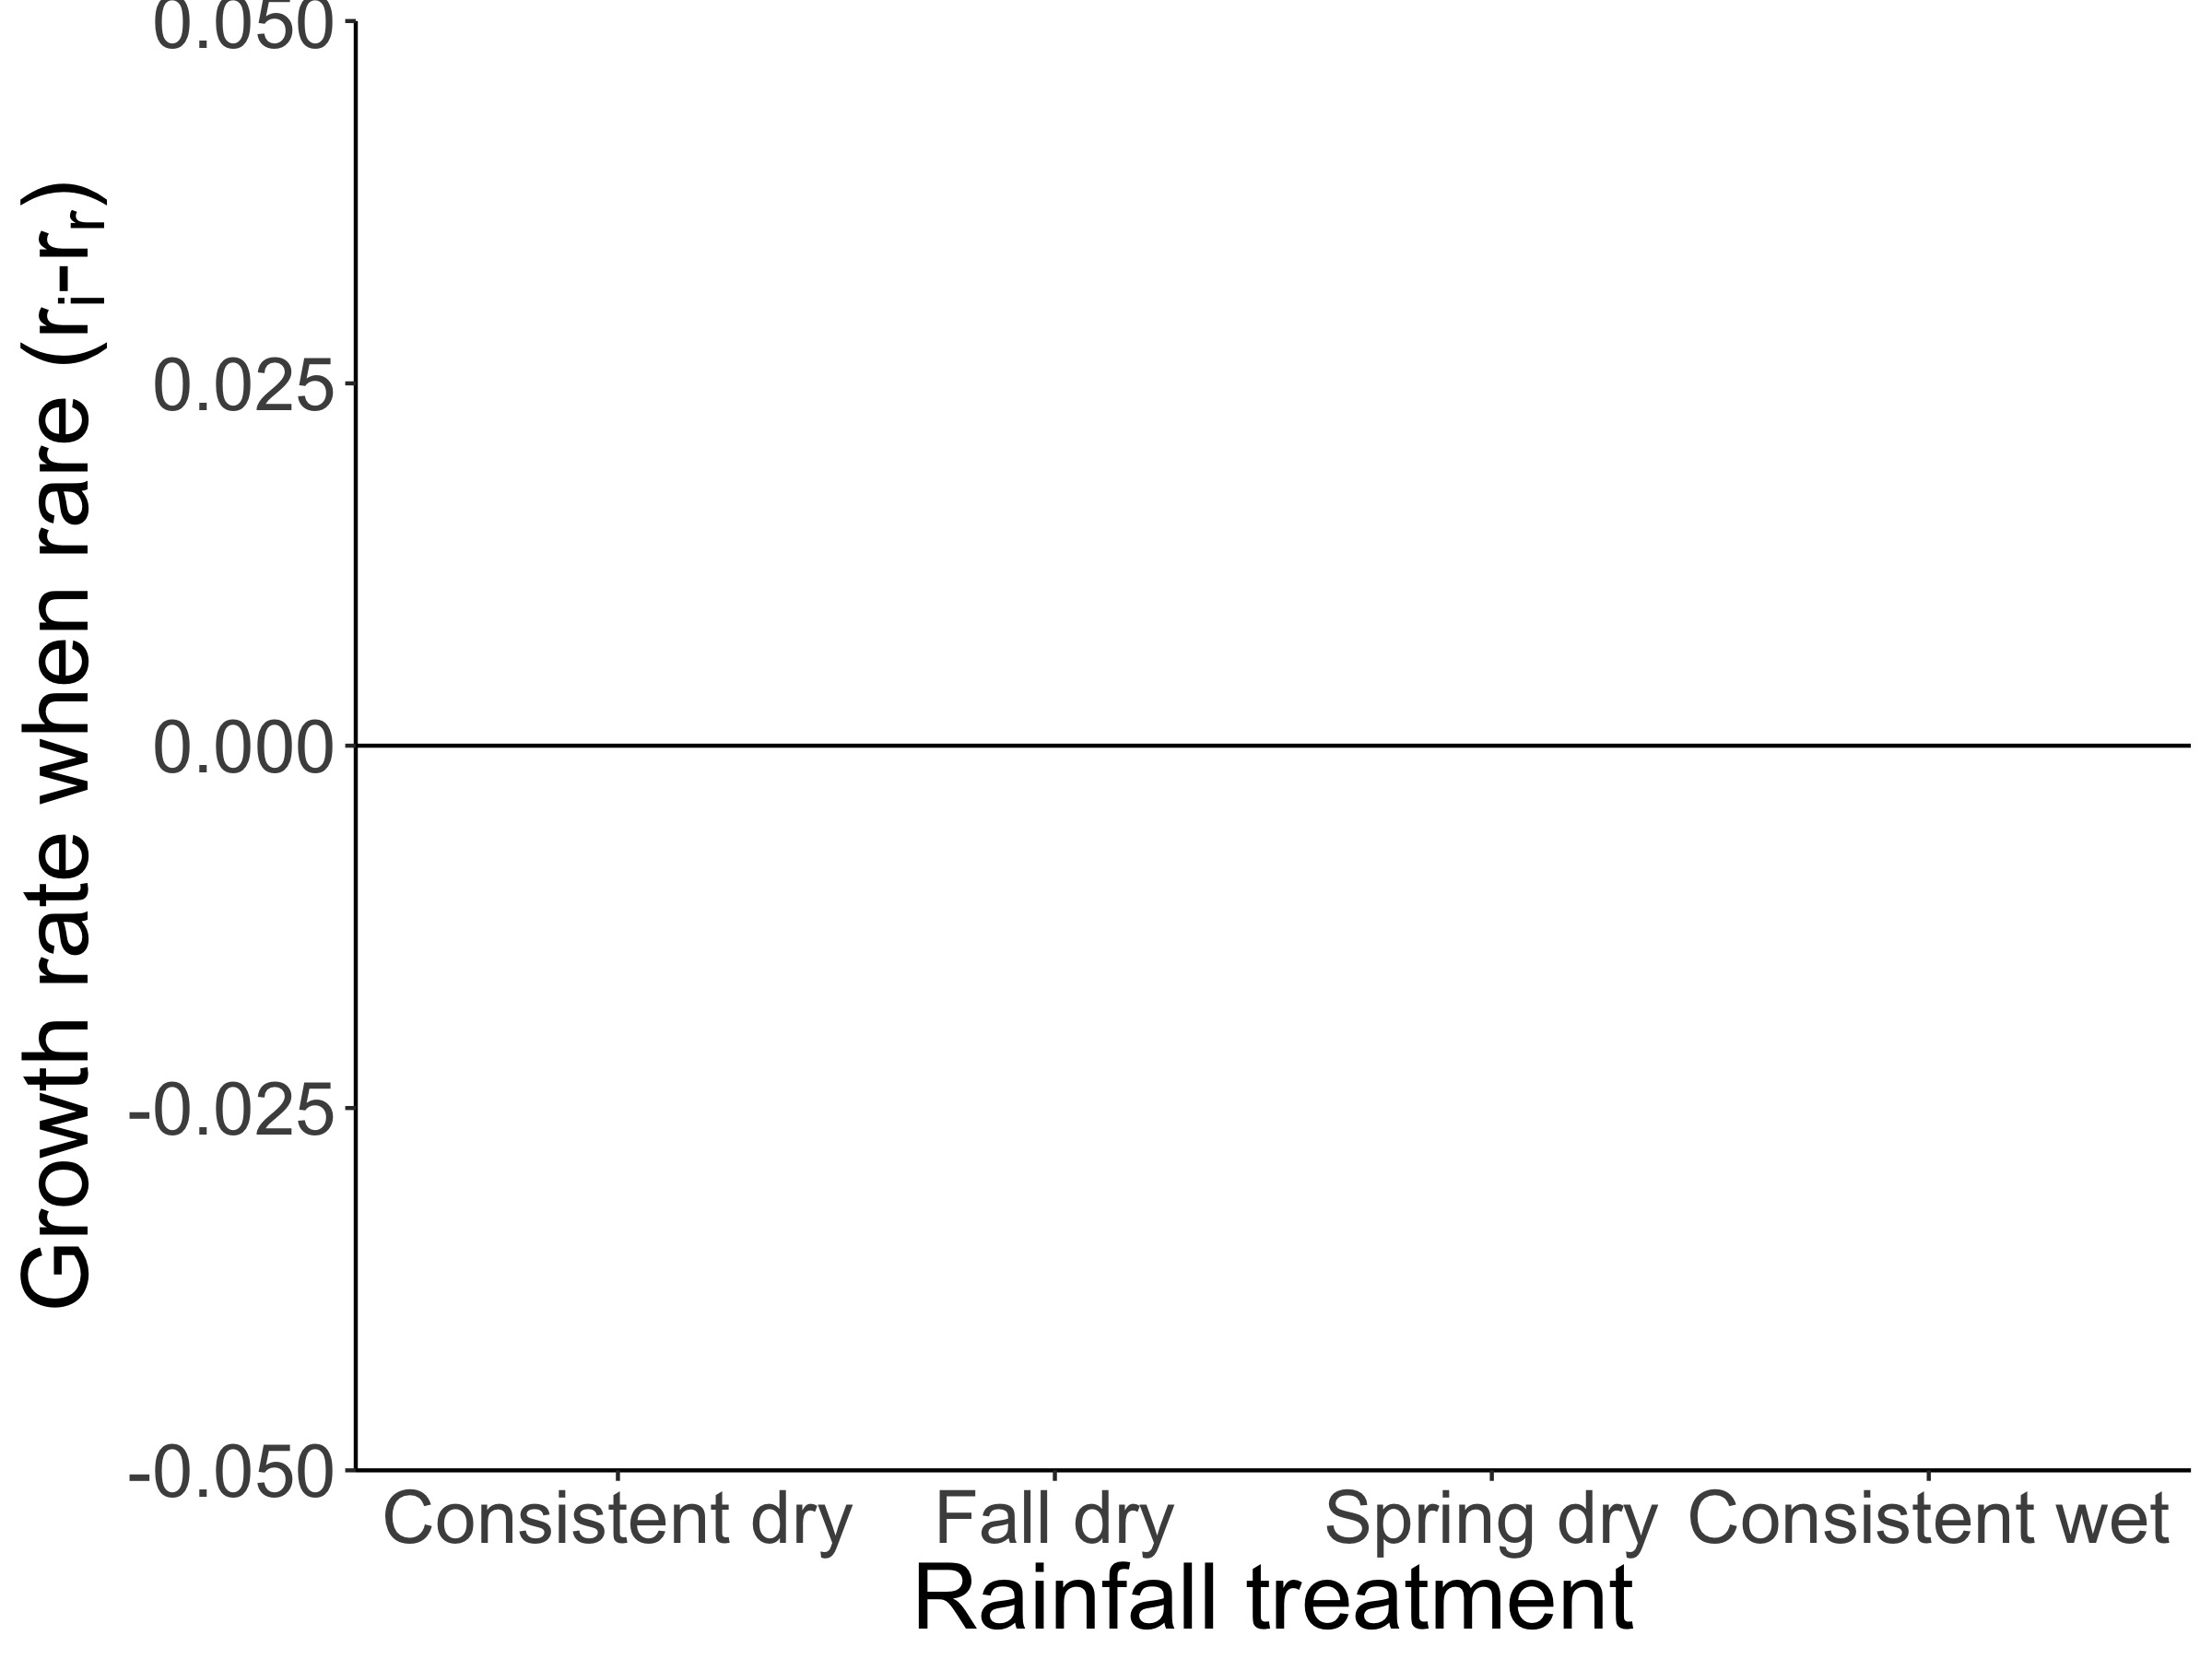 Growth rate when rare (ri-rr)
0.050
0.025
0.000
-0.025
-0.050
Consistent dry Fall dry Spring dry Consistent wet
Rainfall treatment